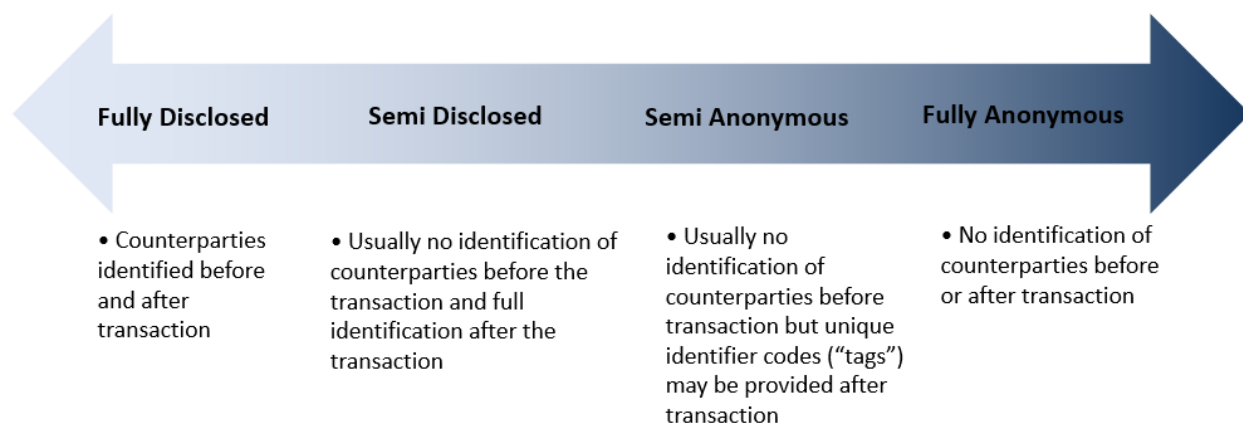 Fully Disclosed
Semi Disclosed
Semi Anonymous
Fully Anonymous
• Counterparties
identified before
and after
transaction
• Usually no identification of
counterparties before the
transaction and full
identification after the
transaction
• Usually no
identification of
counterparties before
transaction but unique
identifier codes (“tags”)
may be provided after
transaction
• No identification of
counterparties before
or after transaction